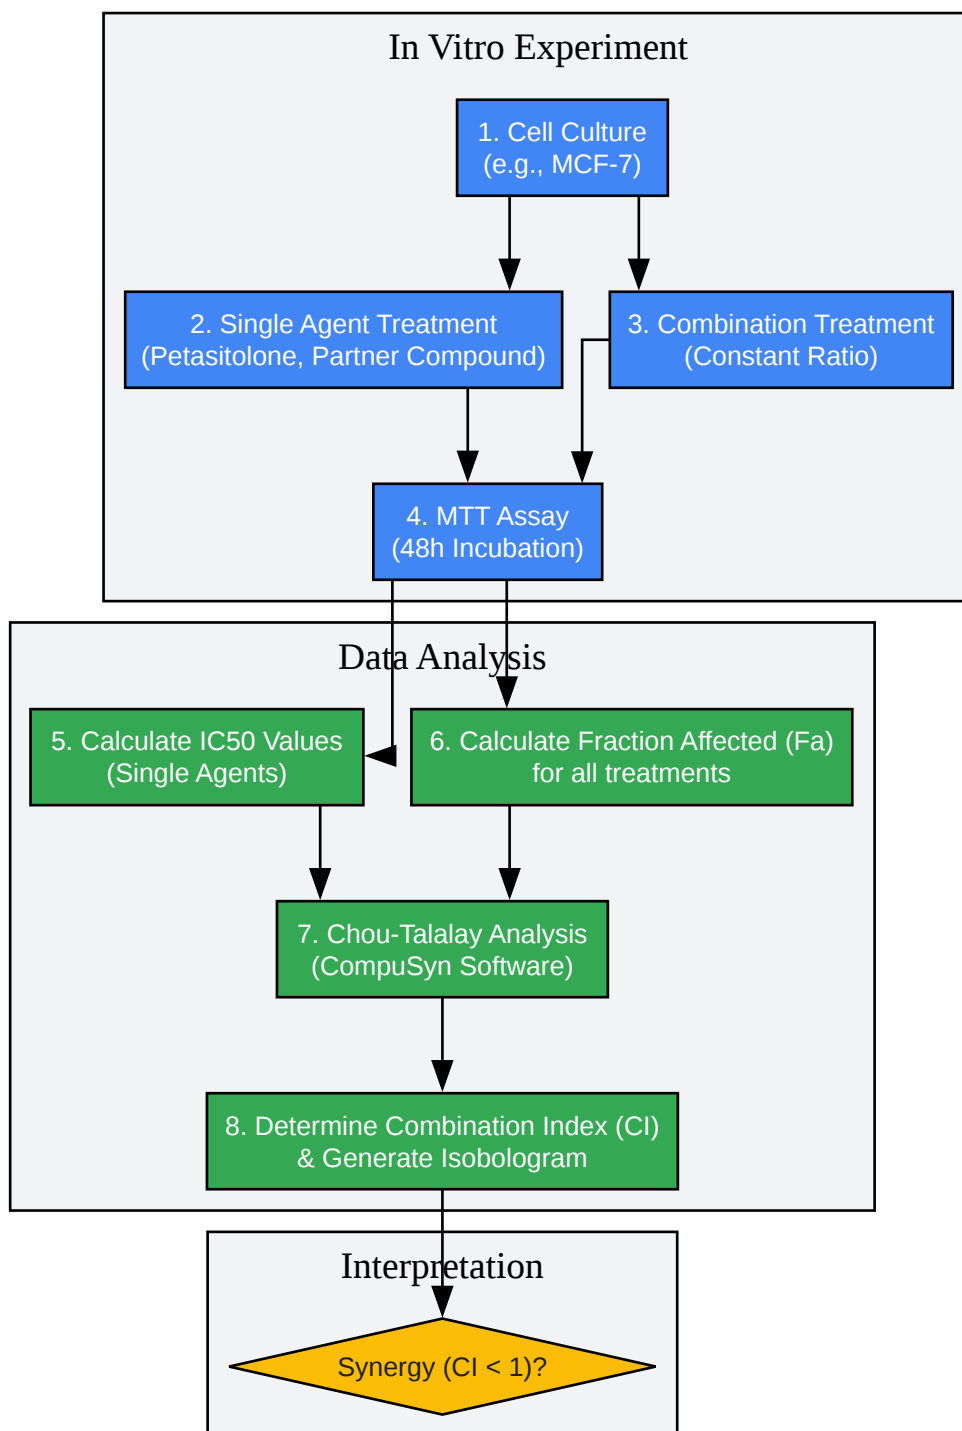 In Vitro Experiment
1. Cell Culture
(e.g., MCF-7)
2. Single Agent Treatment
(Petasitolone, Partner Compound)
3. Combination Treatment
(Constant Ratio)
4. MTT Assay
(48h Incubation)
Data Analysis
5. Calculate IC50 Values
(Single Agents)
6. Calculate Fraction Affected (Fa)
for all treatments
7. Chou-Talalay Analysis
(CompuSyn Software)
8. Determine Combination Index (CI)
& Generate Isobologram
Interpretation
Synergy (CI < 1)?